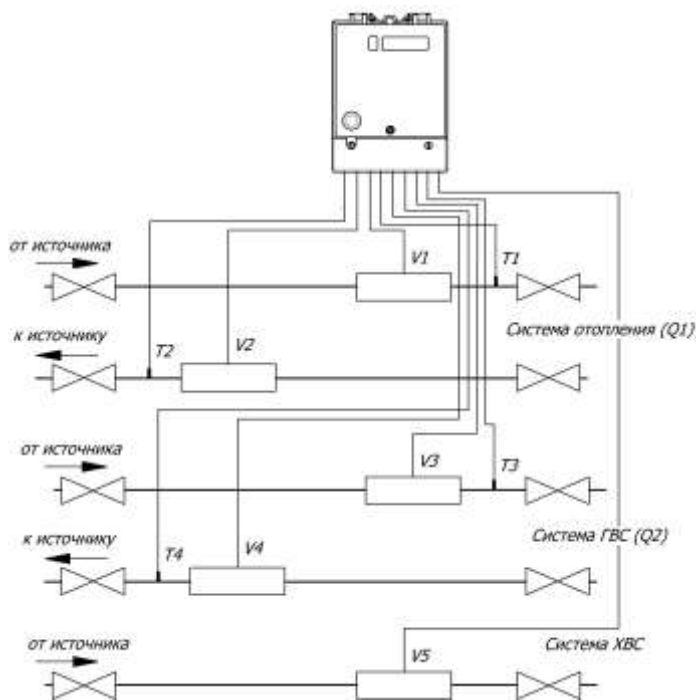 от источника
V1
T1
к источнику
T2
V2
Система отопления (Q1)
от источника
V3
T3
к источнику
T4
V4
Система ГВС (Q2)
от источника
V5
Система ХВС